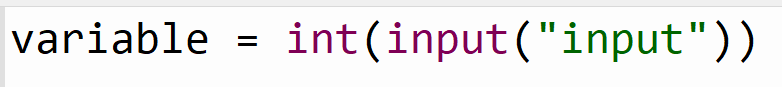 variable = int(input("input"))